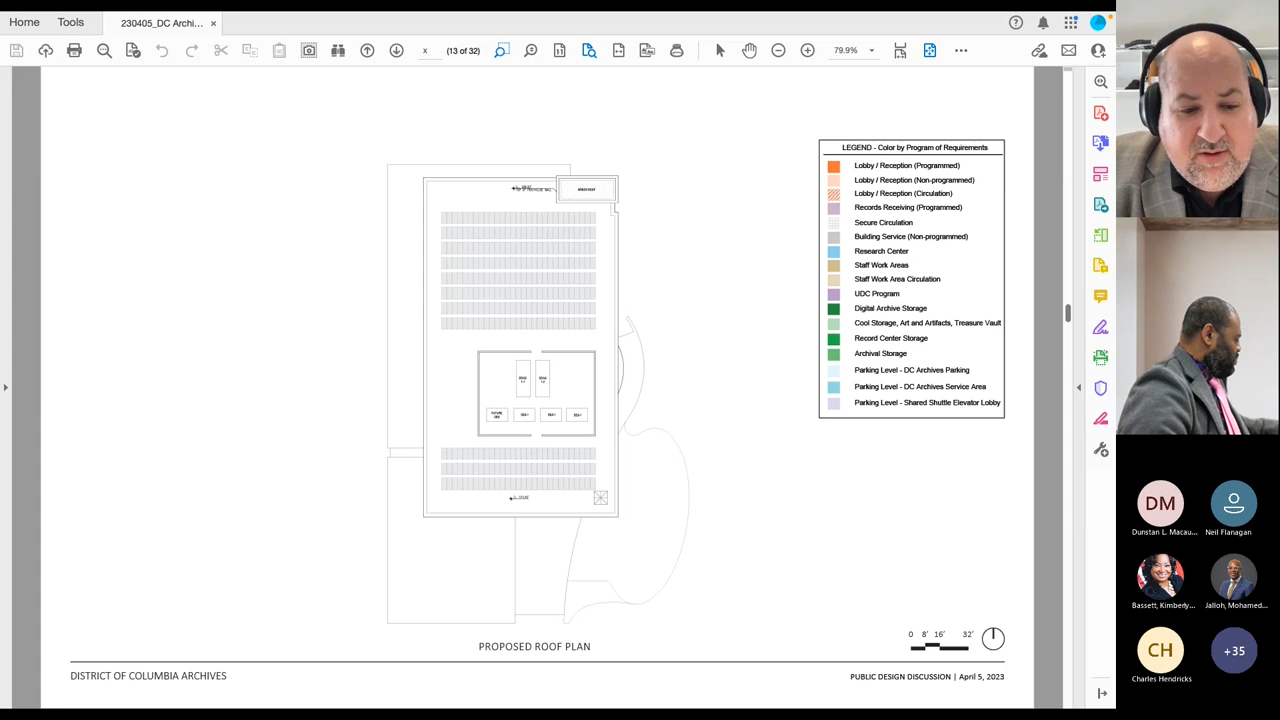 Home
Tools
230405_DC Archi...
×
(13 of 32)
79.9%
LEGEND - Color by Program of Requirements
Lobby / Reception (Programmed)
Lobby / Reception (Non-programmed)
Lobby / Reception (Circulation)
Records Receiving (Programmed)
Secure Circulation
Building Service (Non-programmed)
Research Center
Staff Work Areas
Staff Work Area Circulation
UDC Program
Digital Archive Storage
Cool Storage, Art and Artifacts, Treasure Vault
Record Center Storage
Archival Storage
Parking Level - DC Archives Parking
Parking Level - DC Archives Service Area
Parking Level - Shared Shuttle Elevator Lobby
PROPOSED ROOF PLAN
0 8' 16' 32'
DISTRICT OF COLUMBIA ARCHIVES
PUBLIC DESIGN DISCUSSION | April 5, 2023
DM
Dunstan L. Macau...
Neil Flanagan
Bassett, Kimberly...
Jalloh, Mohamed...
CH
Charles Hendricks
+35